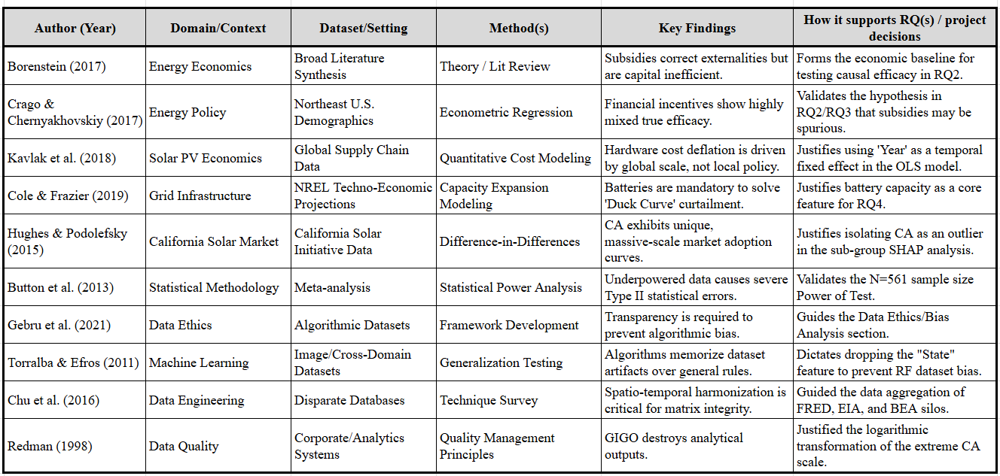 Author (Year)
Domain/Context
Dataset/Setting
Method(s)
Key Findings
How it supports RQ(s) / project
decisions
Borenstein (2017)
Energy Economics
Broad Literature
Synthesis
Theory / Lit Review
Subsidies correct externalities but
are capital inefficient.
Forms the economic baseline for
testing causal efficacy in RQ2.
Crago &
Chernyakhovskiy (2017)
Energy Policy
Northeast U.S.
Demographics
Econometric Regression
Financial incentives show highly
mixed true efficacy.
Validates the hypothesis in
RQ2/RQ3 that subsidies may be
spurious.
Kavlak et al. (2018)
Solar PV Economics
Global Supply Chain
Data
Quantitative Cost Modeling
Hardware cost deflation is driven
by global scale, not local policy.
Justifies using 'Year' as a temporal
fixed effect in the OLS model.
Cole & Frazier (2019)
Grid Infrastructure
NREL Techno-Economic
Projections
Capacity Expansion
Modeling
Batteries are mandatory to solve
'Duck Curve' curtailment.
Justifies battery capacity as a core
feature for RQ4.
Hughes & Podolefsky
(2015)
California Solar Market
California Solar
Initiative Data
Difference-in-Differences
CA exhibits unique,
massive-scale market adoption
curves.
Justifies isolating CA as an outlier
in the sub-group SHAP analysis.
Button et al. (2013)
Statistical Methodology
Meta-analysis
Statistical Power Analysis
Underpowered data causes severe
Type II statistical errors.
Validates the N=561 sample size
Power of Test.
Gebru et al. (2021)
Data Ethics
Algorithmic Datasets
Framework Development
Transparency is required to
prevent algorithmic bias.
Guides the Data Ethics/Bias
Analysis section.
Torralba & Efros (2011)
Machine Learning
Image/Cross-Domain
Datasets
Generalization Testing
Algorithms memorize dataset
artifacts over general rules.
Dictates dropping the "State"
feature to prevent RF dataset bias.
Chu et al. (2016)
Data Engineering
Disparate Databases
Technique Survey
Spatio-temporal harmonization is
critical for matrix integrity.
Guided the data aggregation of
FRED, EIA, and BEA silos.
Redman (1998)
Data Quality
Corporate/Analytics
Systems
Quality Management
Principles
GIGO destroys analytical
outputs.
Justified the logarithmic
transformation of the extreme CA
scale.